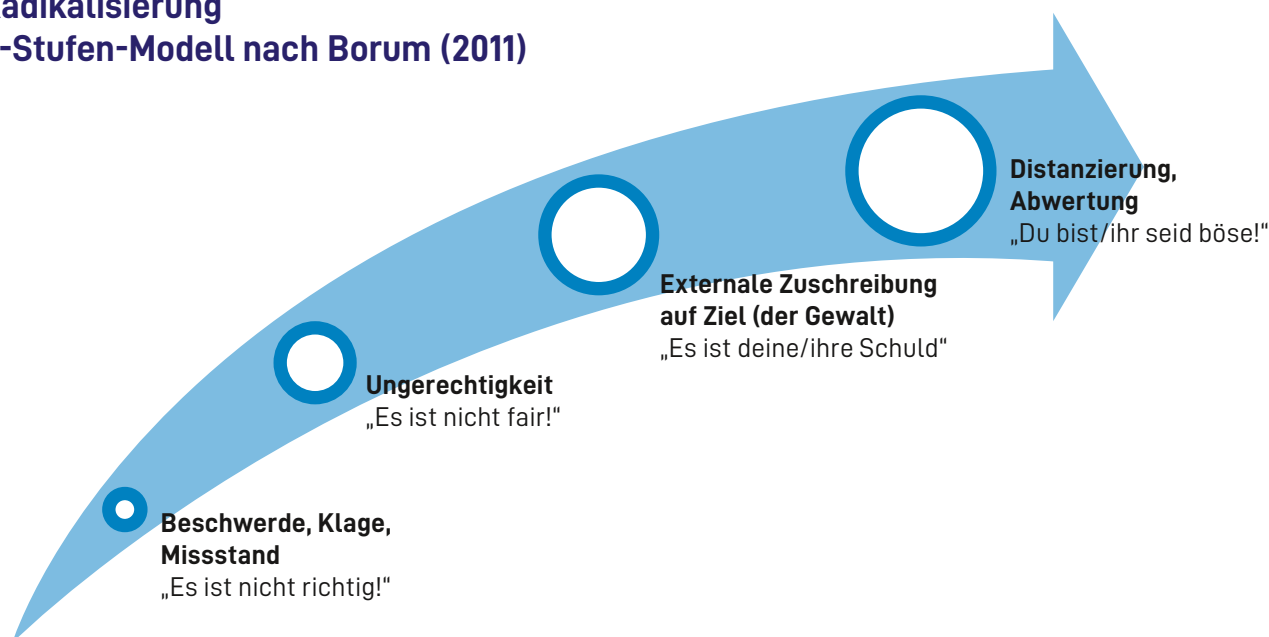 -Stufen-Modell nach Borum (2011)
Distanzierung,
Abwertung
„Du bist/ihr seid böse!“
Externale Zuschreibung
auf Ziel (der Gewalt)
„Es ist deine/ihre Schuld“
Ungerechtigkeit
„Es ist nicht fair!“
Beschwerde, Klage,
Missstand
„Es ist nicht richtig!“